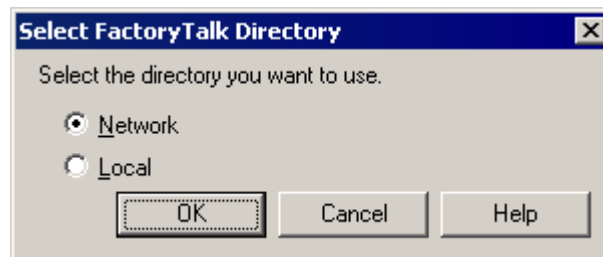 Select FactoryTalk Directory
Select the directory you want to use.
Network
Local
OK Cancel Help